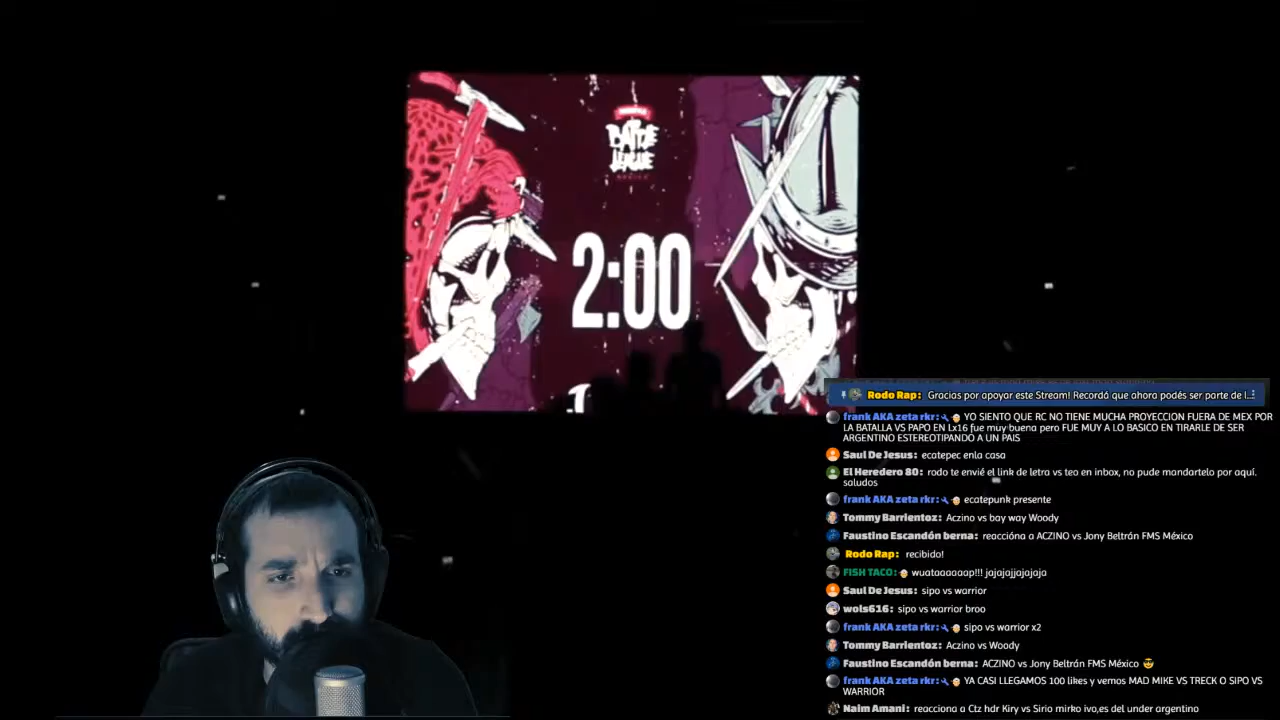 BATTLE
LEAGUE
2:00
Rodo Rap: Gracias por apoyar este Stream! Recordá que ahora podés ser parte de l...
frank AKA zeta rkr: YO SIENTO QUE RC NO TIENE MUCHA PROYECCION FUERA DE MEX POR
LA BATALLA VS PAPO EN Lx16 fue muy buena pero FUE MUY A LO BASICO EN TIRARLE DE SER
ARGENTINO ESTEREOTIPANDO A UN PAIS
Saul De Jesus: ecatepec enla casa
El Heredero 80: rodo te envié el link de letra vs teo en inbox, no pude mandartelo por aquí.
saludos
frank AKA zeta rkr: ecatepunk presente
Tommy Barrientoz: Aczino vs bay way Woody
Faustino Escandón berna: reaccióna a ACZINO vs Jony Beltrán FMS México
Rodo Rap: recibido!
FISH TACO: wuataaaaaap!!! jajajajjajajaja
Saul De Jesus: sipo vs warrior
wols616: sipo vs warrior broo
frank AKA zeta rkr: sipo vs warrior x2
Tommy Barrientoz: Aczino vs Woody
Faustino Escandón berna: ACZINO vs Jony Beltrán FMS México 😎
frank AKA zeta rkr: YA CASI LLEGAMOS 100 likes y vemos MAD MIKE VS TRECK O SIPO VS
WARRIOR
Naim Amani: reacciona a Ctz hdr Kiry vs Sirio mirko ivo,es del under argentino